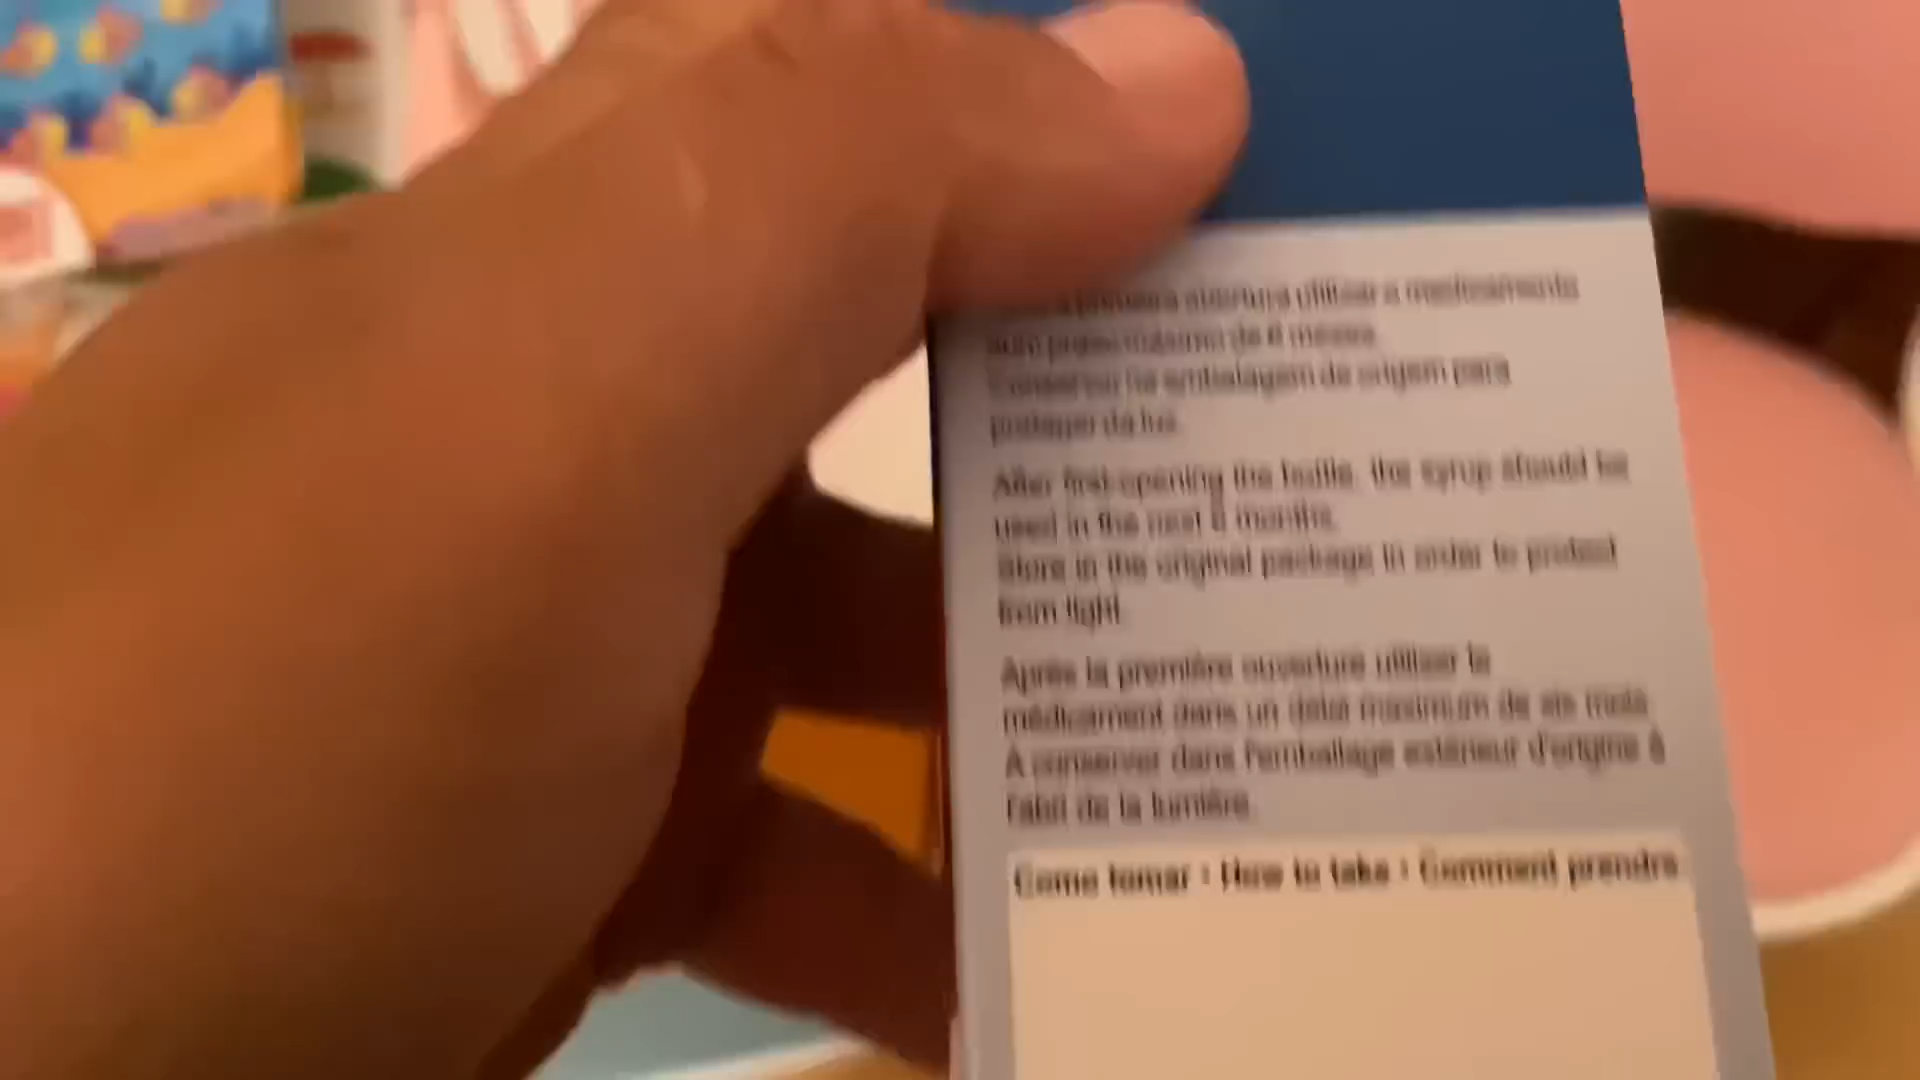 a primeira abertura utilizar o medicamento
num prazo máximo de 6 meses.
Conservar na embalagem de origem para
proteger da luz.
After first opening the bottle, the syrup should be
used in the next 6 months.
Store in the original package in order to protect
from light.
Après la première ouverture utilizer le
médicament dans un délai maximum de six mois.
A conserver dans l'emballage extérieur d'origine à
l'abri de la lumière.
Como tomar • How to take • Comment prendre